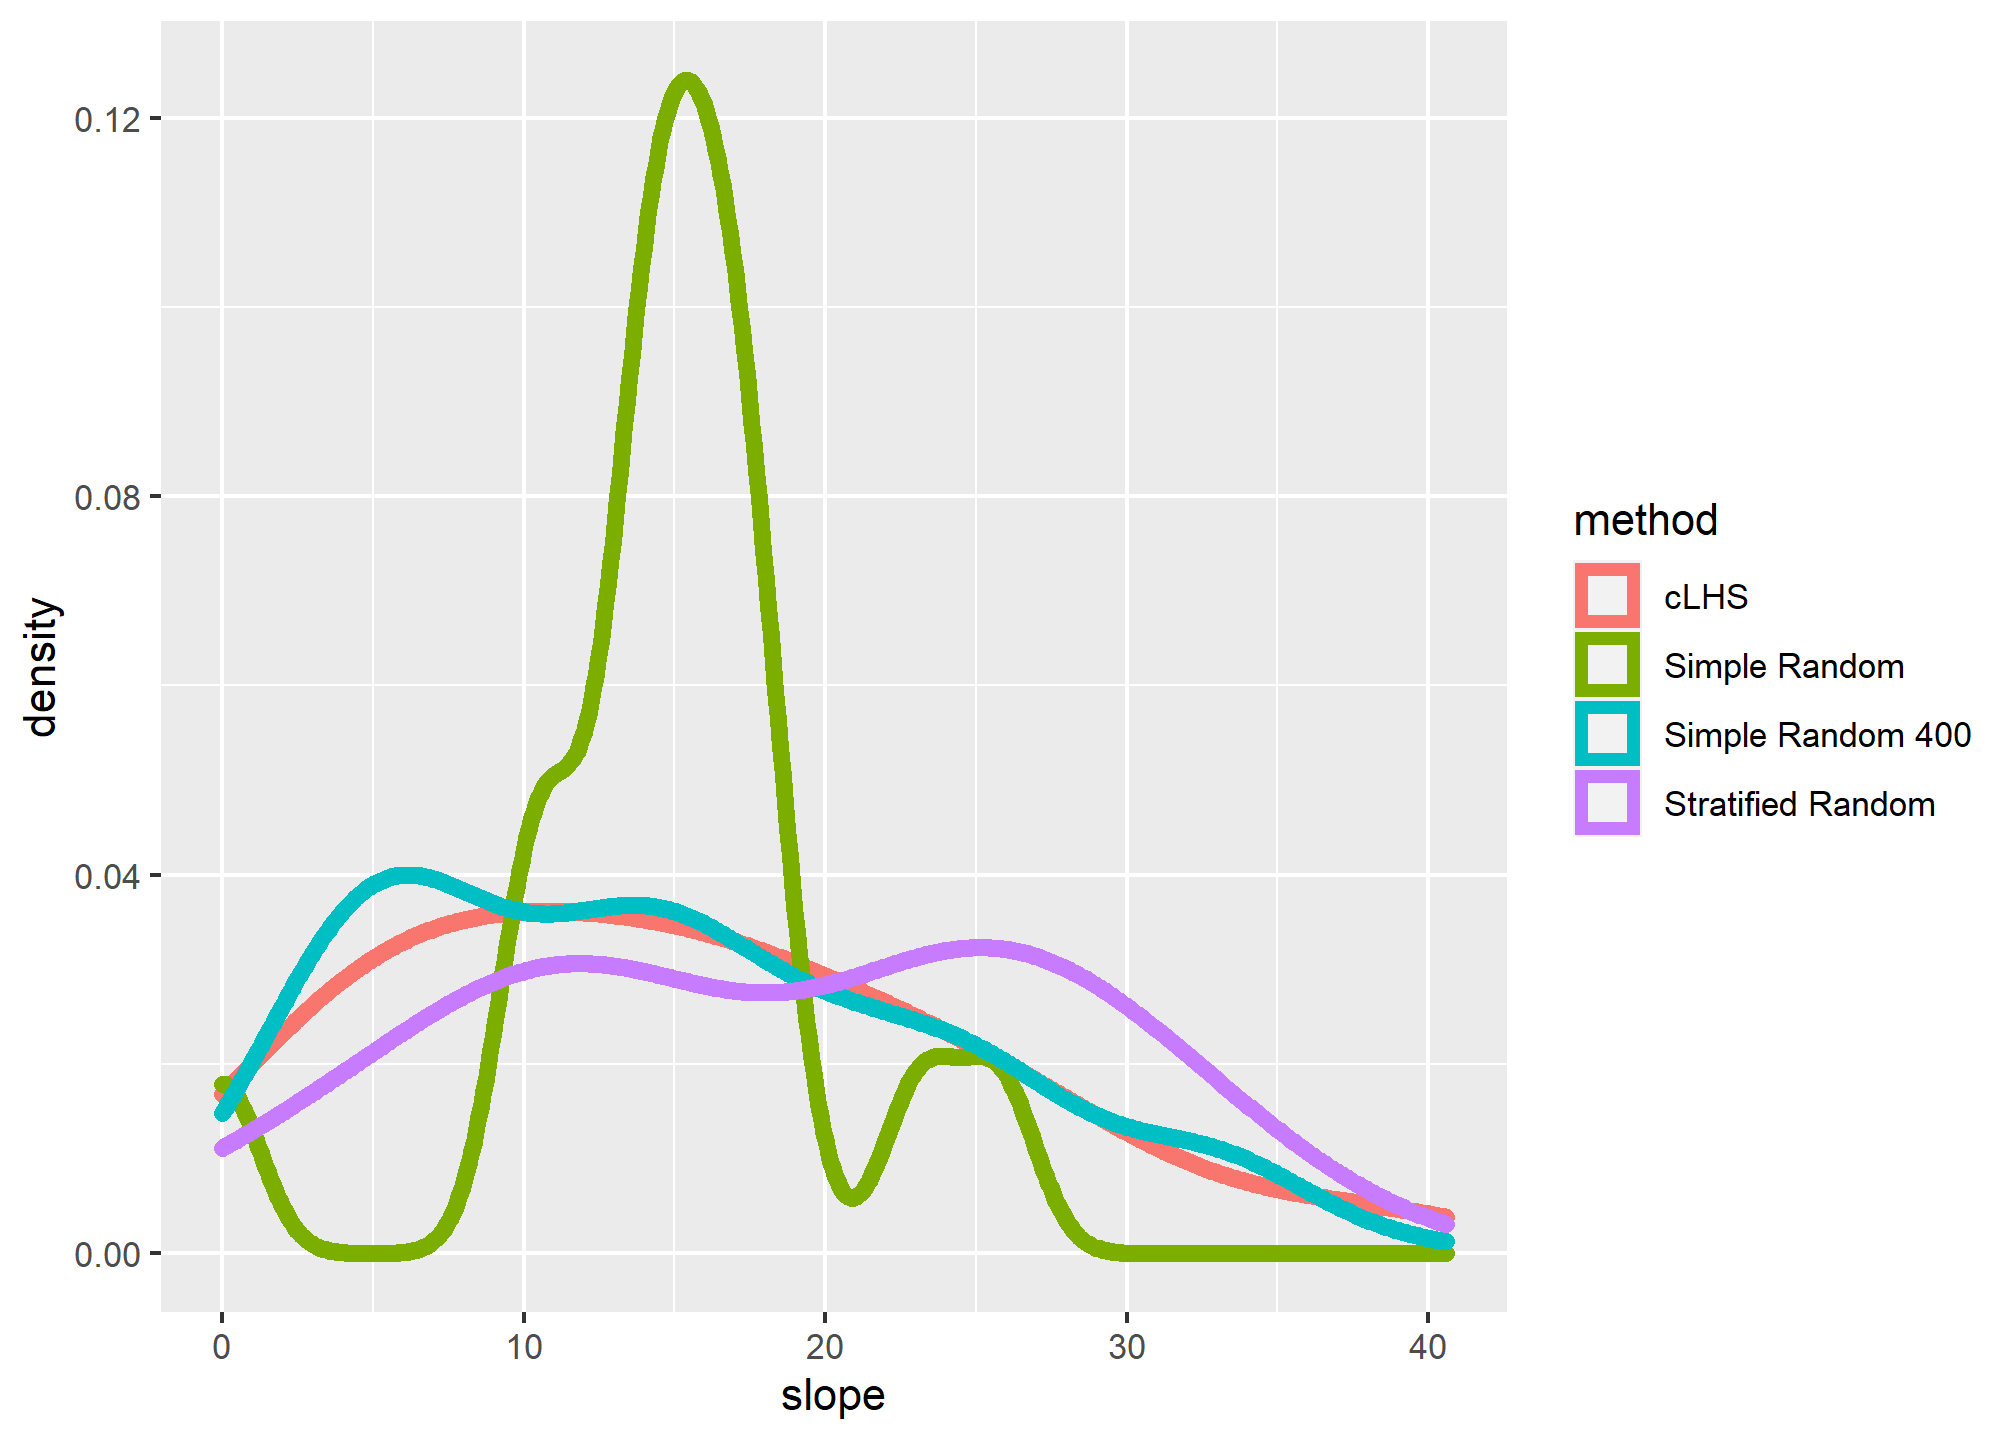 density
0.12
0.08
0.04
0.00
0 10 20 30 40
slope
method
cLHS
Simple Random
Simple Random 400
Stratified Random